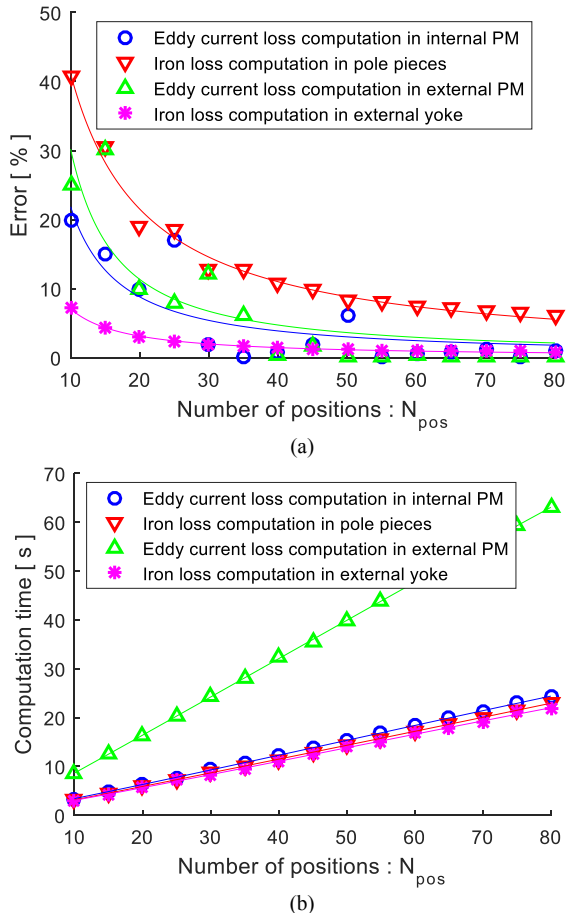 50
40
30
20
10
0
Error [ % ]
Eddy current loss computation in internal PM
Iron loss computation in pole pieces
Eddy current loss computation in external PM
Iron loss computation in external yoke
10 20 30 40 50 60 70 80
Number of positions : Npos
(a)
70
60
50
40
30
20
10
0
Computation time [ s ]
Eddy current loss computation in internal PM
Iron loss computation in pole pieces
Eddy current loss computation in external PM
Iron loss computation in external yoke
10 20 30 40 50 60 70 80
Number of positions : Npos
(b)